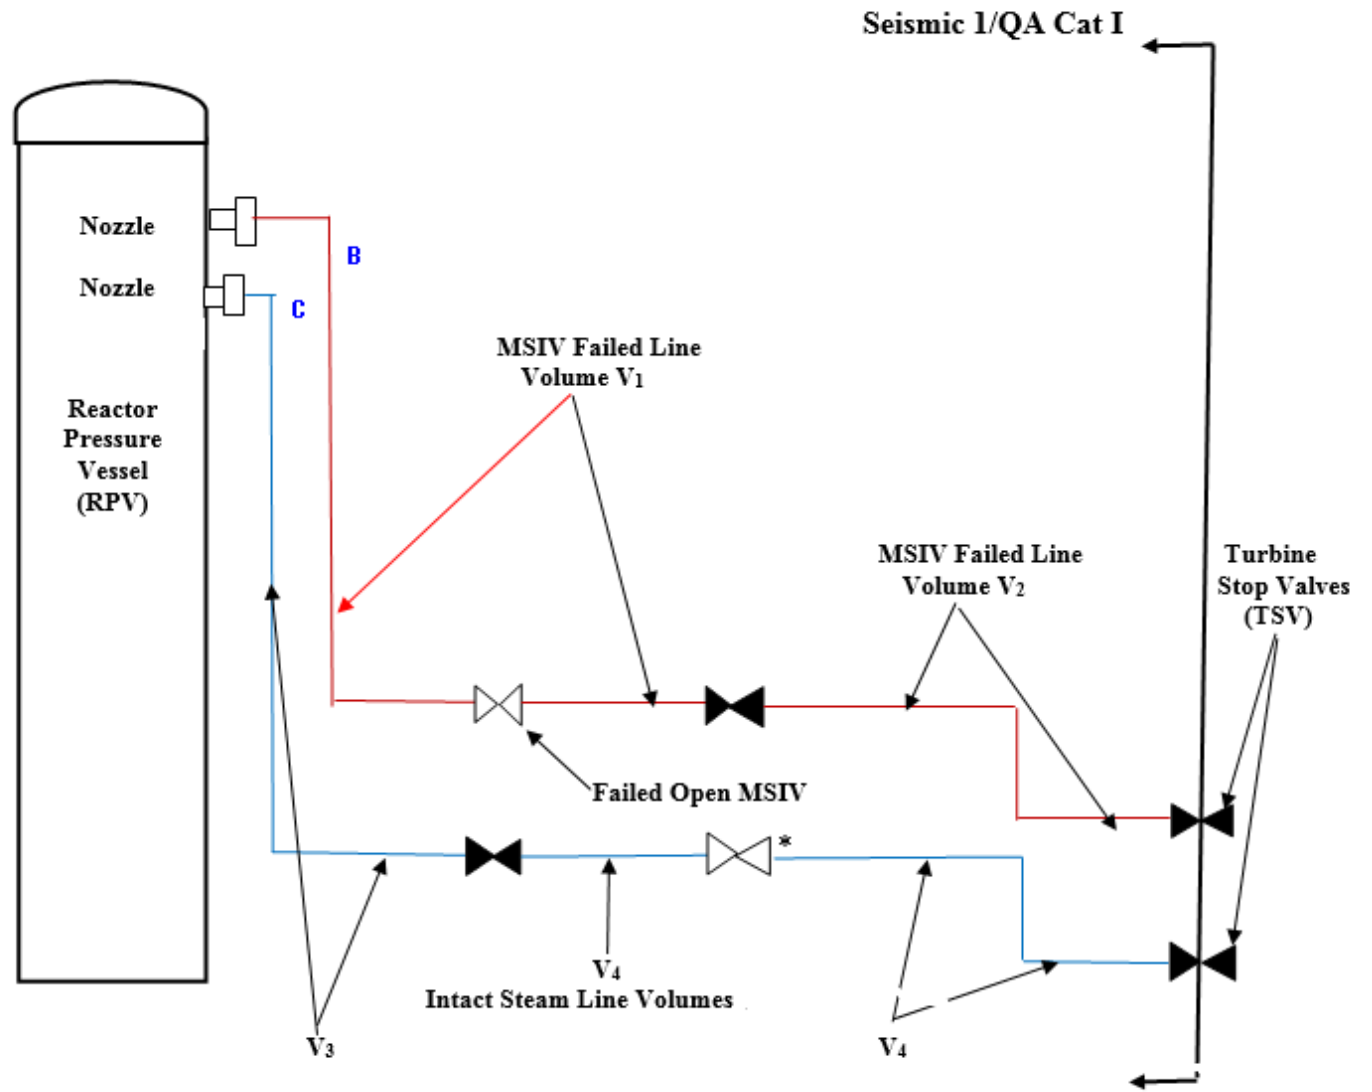 Seismic 1/QA Cat I
Nozzle
B
Nozzle
C
MSIV Failed Line
Volume V1
Reactor
Pressure
Vessel
(RPV)
MSIV Failed Line
Volume V2
Turbine
Stop Valves
(TSV)
Failed Open MSIV
*
V4
Intact Steam Line Volumes
V3
V4